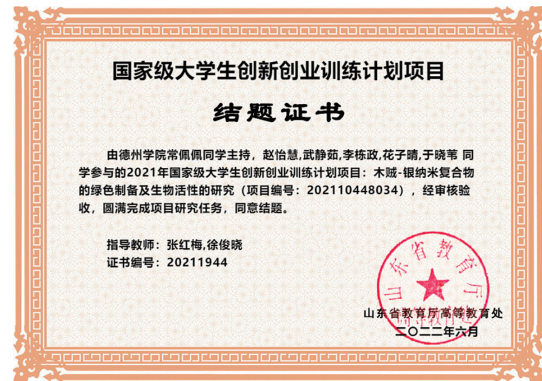 国家级大学生创新创业训练计划项目
结题证书
由德州学院常佩佩同学主持，赵怡慧,武静茹,李栋政,花子晴,于晓苇 同
学参与的2021年国家级大学生创新创业训练计划项目：木贼-银纳米复合物
的绿色制备及生物活性的研究（项目编号：202110448034），经审核验
收，圆满完成项目研究任务，同意结题。
指导教师：张红梅,徐俊晓
证书编号：20211944
山东省教育厅
山东省教育厅高等教育处
二〇二二年六月